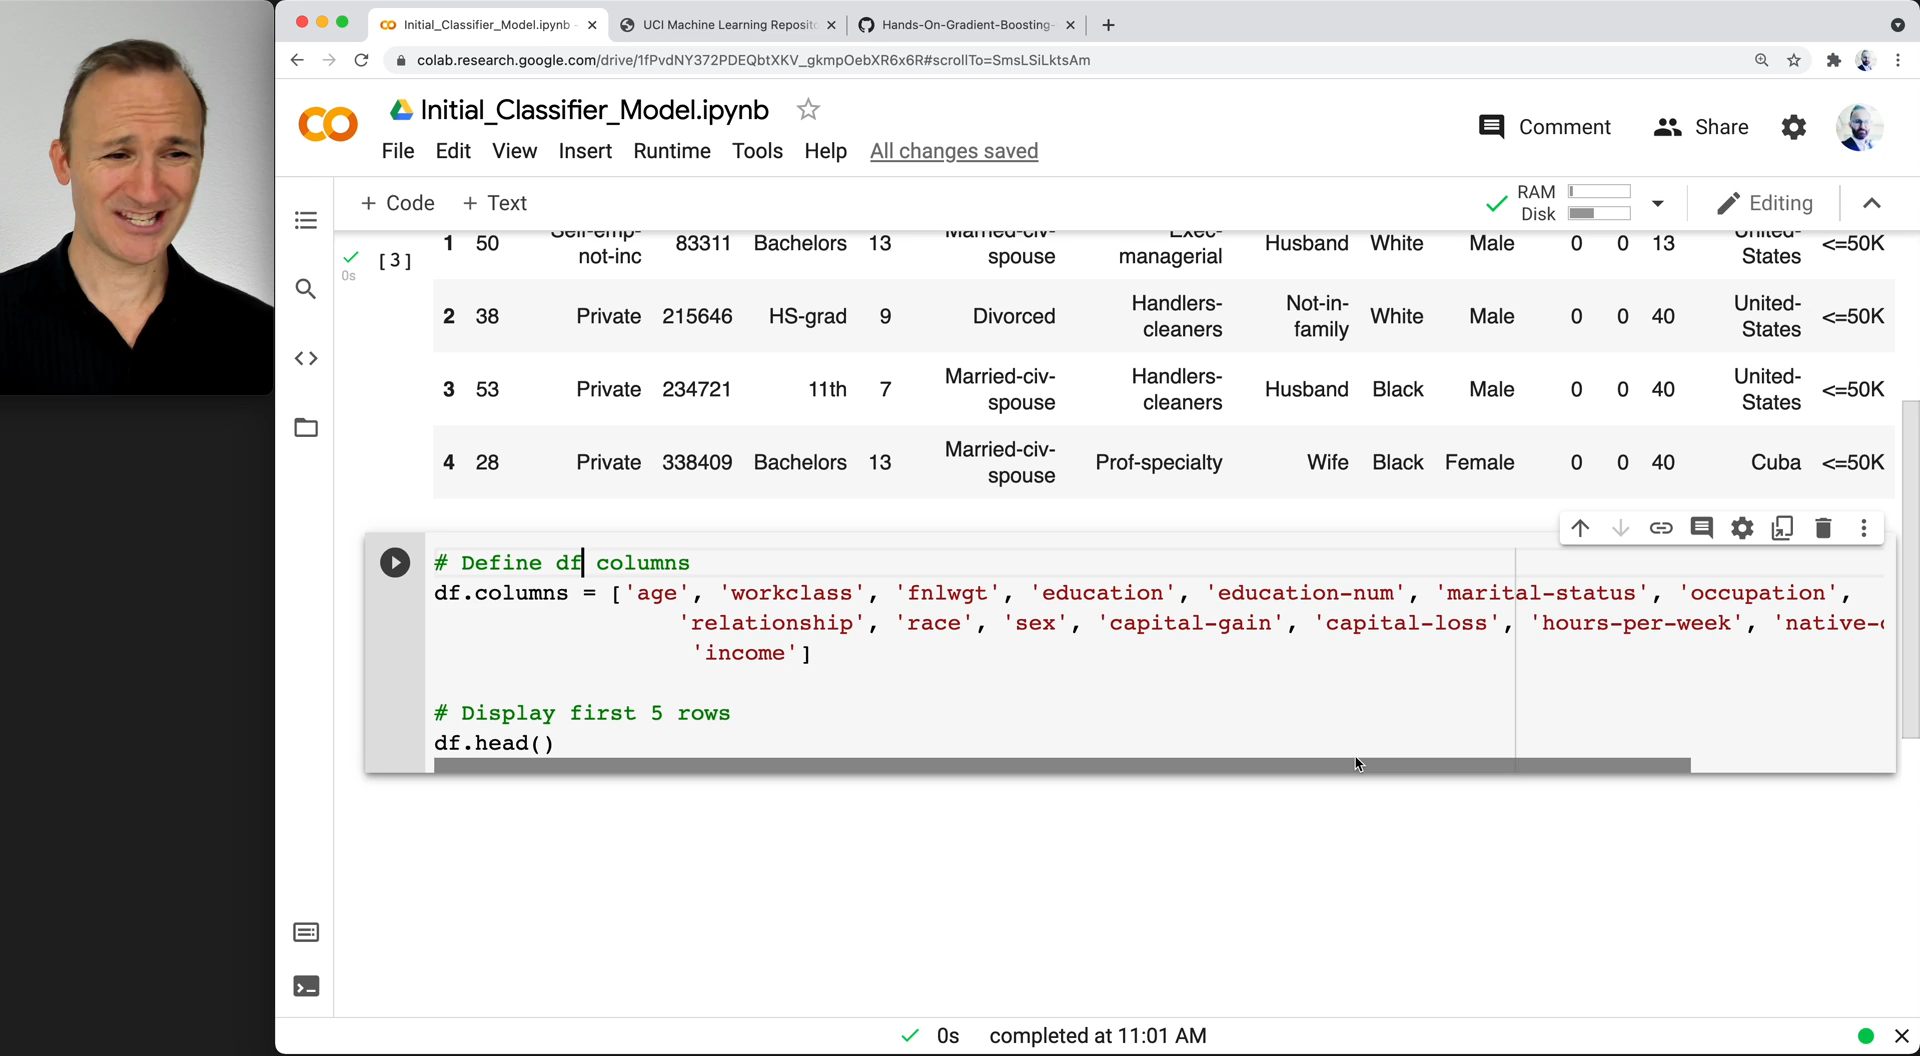 Initial_Classifier_Model.ipynb
UCI Machine Learning Reposito
Hands-On-Gradient-Boosting-
colab.research.google.com/drive/1fPvdNY372PDEQbtXKV_gkmpOebXR6x6R#scrollTo=SmsLSiLktsAm
Initial_Classifier_Model.ipynb
Comment Share
File Edit View Insert Runtime Tools Help All changes saved
+ Code + Text
RAM
Disk
Editing
0s
[3]
1 50 Self-emp-not-inc 83311 Bachelors 13 Married-civ-spouse Exec-managerial Husband White Male 0 0 13 United-States <=50K
2 38 Private 215646 HS-grad 9 Divorced Handlers-cleaners Not-in-family White Male 0 0 40 United-States <=50K
3 53 Private 234721 11th 7 Married-civ-spouse Handlers-cleaners Husband Black Male 0 0 40 United-States <=50K
4 28 Private 338409 Bachelors 13 Married-civ-spouse Prof-specialty Wife Black Female 0 0 40 Cuba <=50K
# Define df columns
df.columns = ['age', 'workclass', 'fnlwgt', 'education', 'education-num', 'marital-status', 'occupation',
'relationship', 'race', 'sex', 'capital-gain', 'capital-loss', 'hours-per-week', 'native-c
'income']
# Display first 5 rows
df.head()
0s completed at 11:01 AM